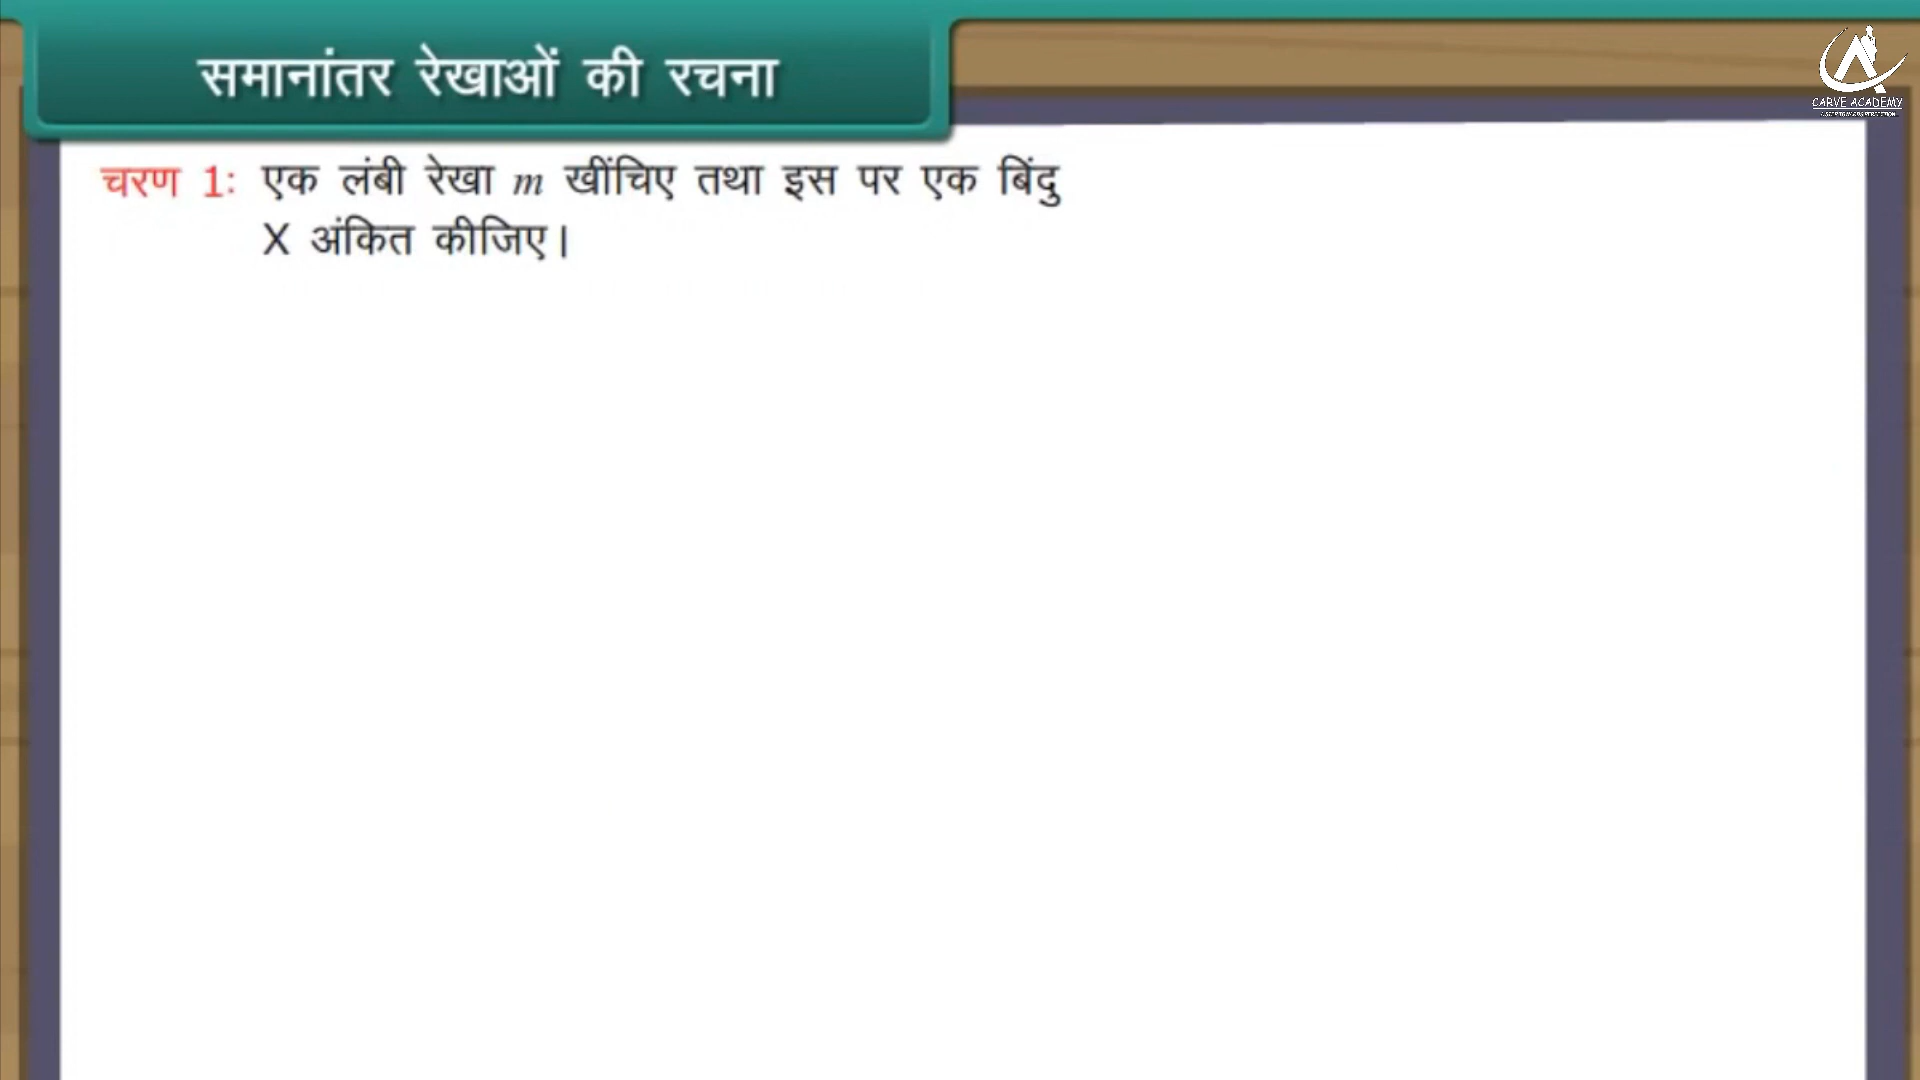 समानांतर रेखाओं की रचना
CARVE ACADEMY
चरण 1: एक लंबी रेखा m खींचिए तथा इस पर एक बिंदु
X अंकित कीजिए।